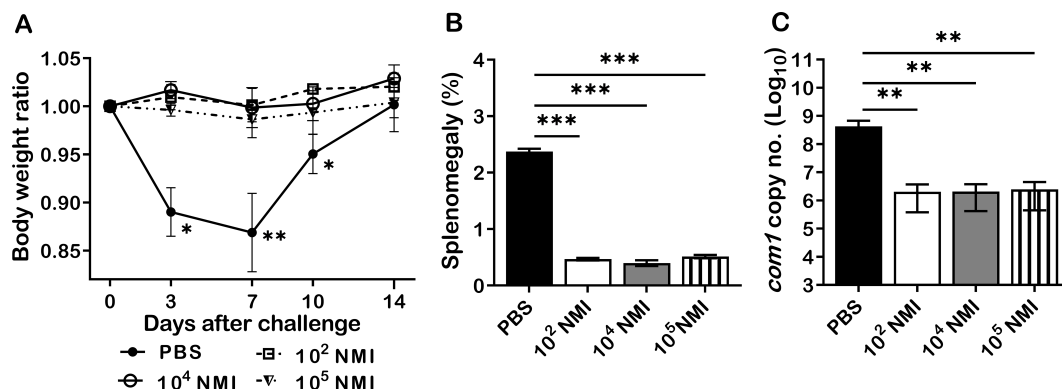 A
Body weight ratio
1.05
1.00
0.95
0.90
0.85
*
**
*
0 3 7 10 14
Days after challenge
PBS 10² NMI
10⁴ NMI 10⁵ NMI
B
Splenomegaly (%)
4
3
2
1
0
***
***
***
PBS
10² NMI
10⁴ NMI
10⁵NMI
C
com1 copy no. (Log₁₀)
11
10
9
8
7
6
5
4
3
**
**
**
PBS
10² NMI
10⁴ NMI
10⁵ NMI